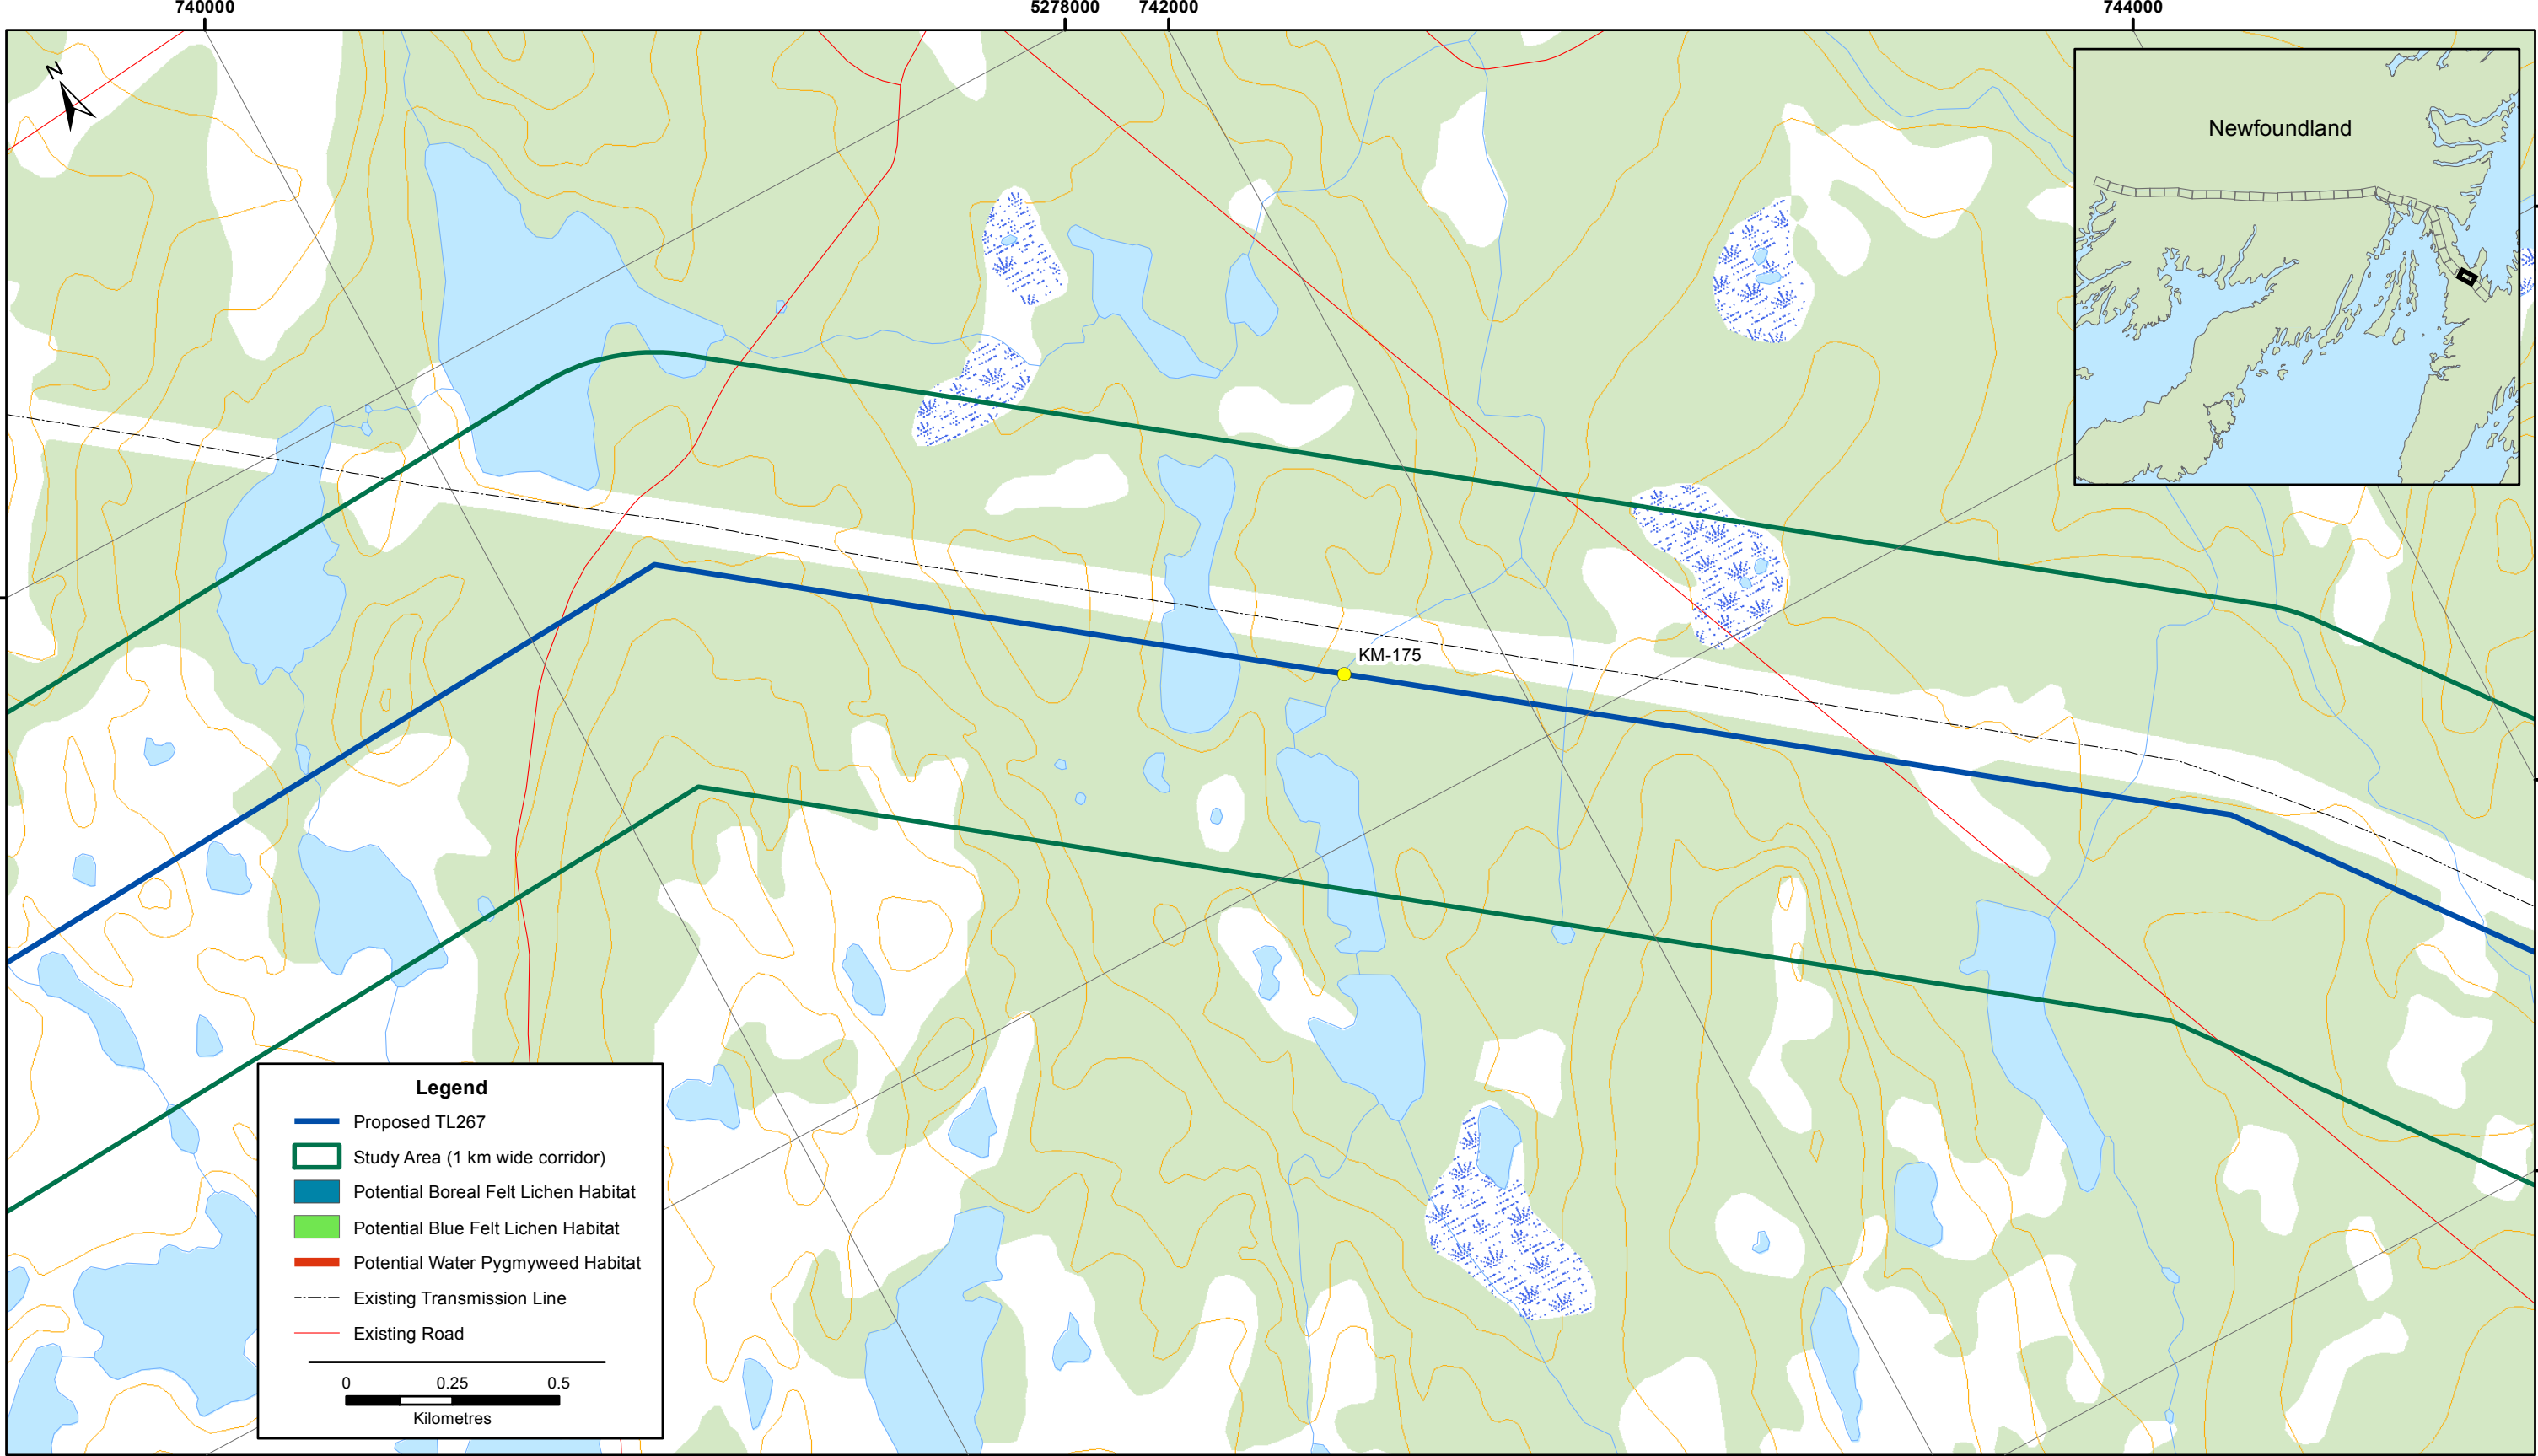 740000
5278000
742000
744000
N
Newfoundland
KM-175
Legend
Proposed TL267
Study Area (1 km wide corridor)
Potential Boreal Felt Lichen Habitat
Potential Blue Felt Lichen Habitat
Potential Water Pygmyweed Habitat
Existing Transmission Line
Existing Road
0 0.25 0.5
Kilometres